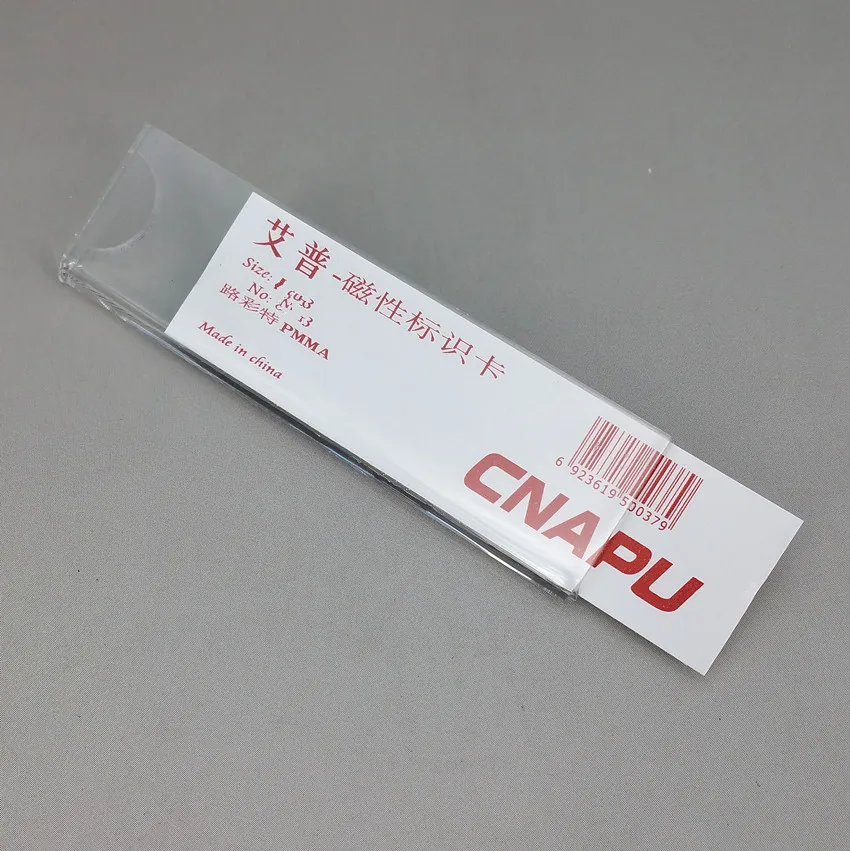 艾普-磁性标识卡
Size:
No:
路彩特 PMMA
Made in china
6 923619 500379
CNAPU